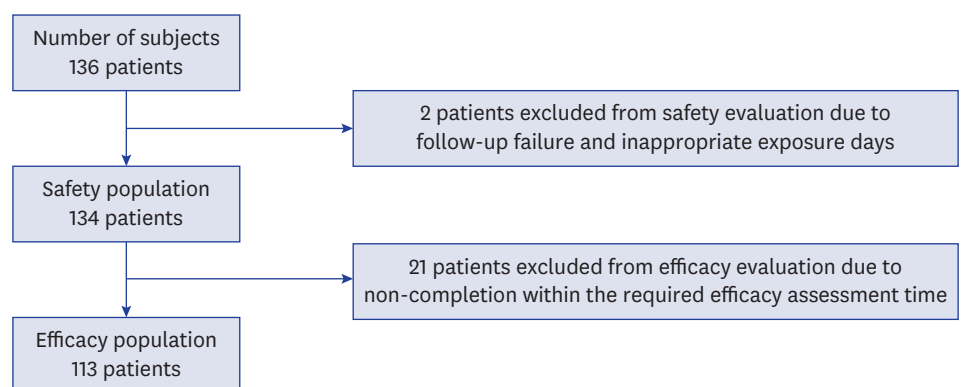 Number of subjects
136 patients
2 patients excluded from safety evaluation due to
follow-up failure and inappropriate exposure days
Safety population
134 patients
21 patients excluded from efficacy evaluation due to
non-completion within the required efficacy assessment time
Efficacy population
113 patients